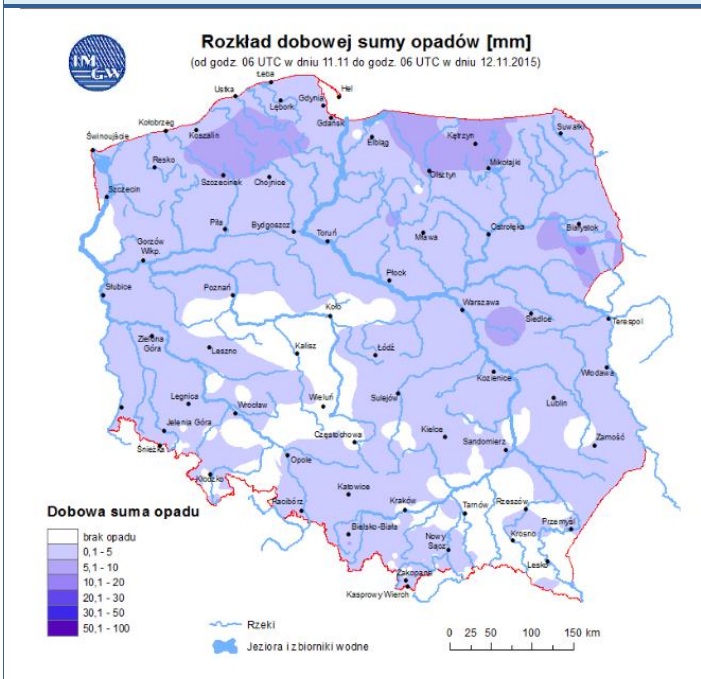 IM
GW
Rozkład dobowej sumy opadów [mm]
(od godz. 06 UTC w dniu 11.11 do godz. 06 UTC w dniu 12.11.2015)
Łeba
Ustka
Hel
Gdynia
Lębork
Gdańsk
Kołobrzeg
Koszalin
Suwałki
Świnoujście
Elbląg
Kętrzyn
Resko
Mikołajki
Olsztyn
Szczecinek
Chojnice
Szczecin
Piła
Bydgoszcz
Toruń
Mława
Ostrołęka
Białystok
Gorzów
Wlkp.
Płock
Słubice
Poznań
Koło
Warszawa
Siedlce
Terespol
Zielona
Góra
Leszno
Kalisz
Łódź
Kozienice
Włodawa
Legnica
Wrocław
Wieluń
Sulejów
Lublin
Jelenia Góra
Śnieżka
Częstochowa
Kielce
Sandomierz
Zamość
Opole
Kłodzko
Katowice
Racibórz
Kraków
Tarnów
Rzeszów
Przemyśl
Bielsko-Biała
Nowy
Sącz
Krosno
Lesko
Zakopane
Kasprowy Wierch
Dobowa suma opadu
brak opadu
0,1 - 5
5,1 - 10
10,1 - 20
20,1 - 30
30,1 - 50
50,1 - 100
Rzeki
Jeziora i zbiorniki wodne
0 25 50 100 150 km